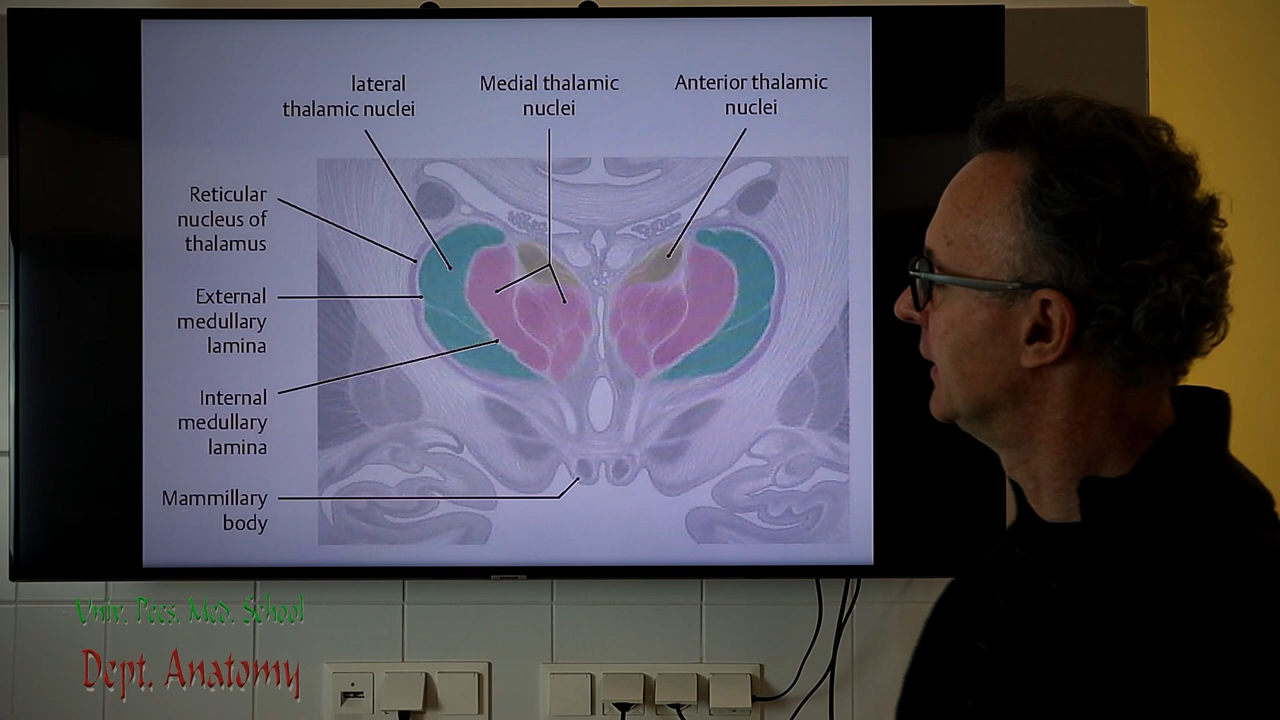 lateral
thalamic nuclei
Medial thalamic
nuclei
Anterior thalamic
nuclei
Reticular
nucleus of
thalamus
External
medullary
lamina
Internal
medullary
lamina
Mammillary
body
Univ. Pecs. Med. School
Dept. Anatomy